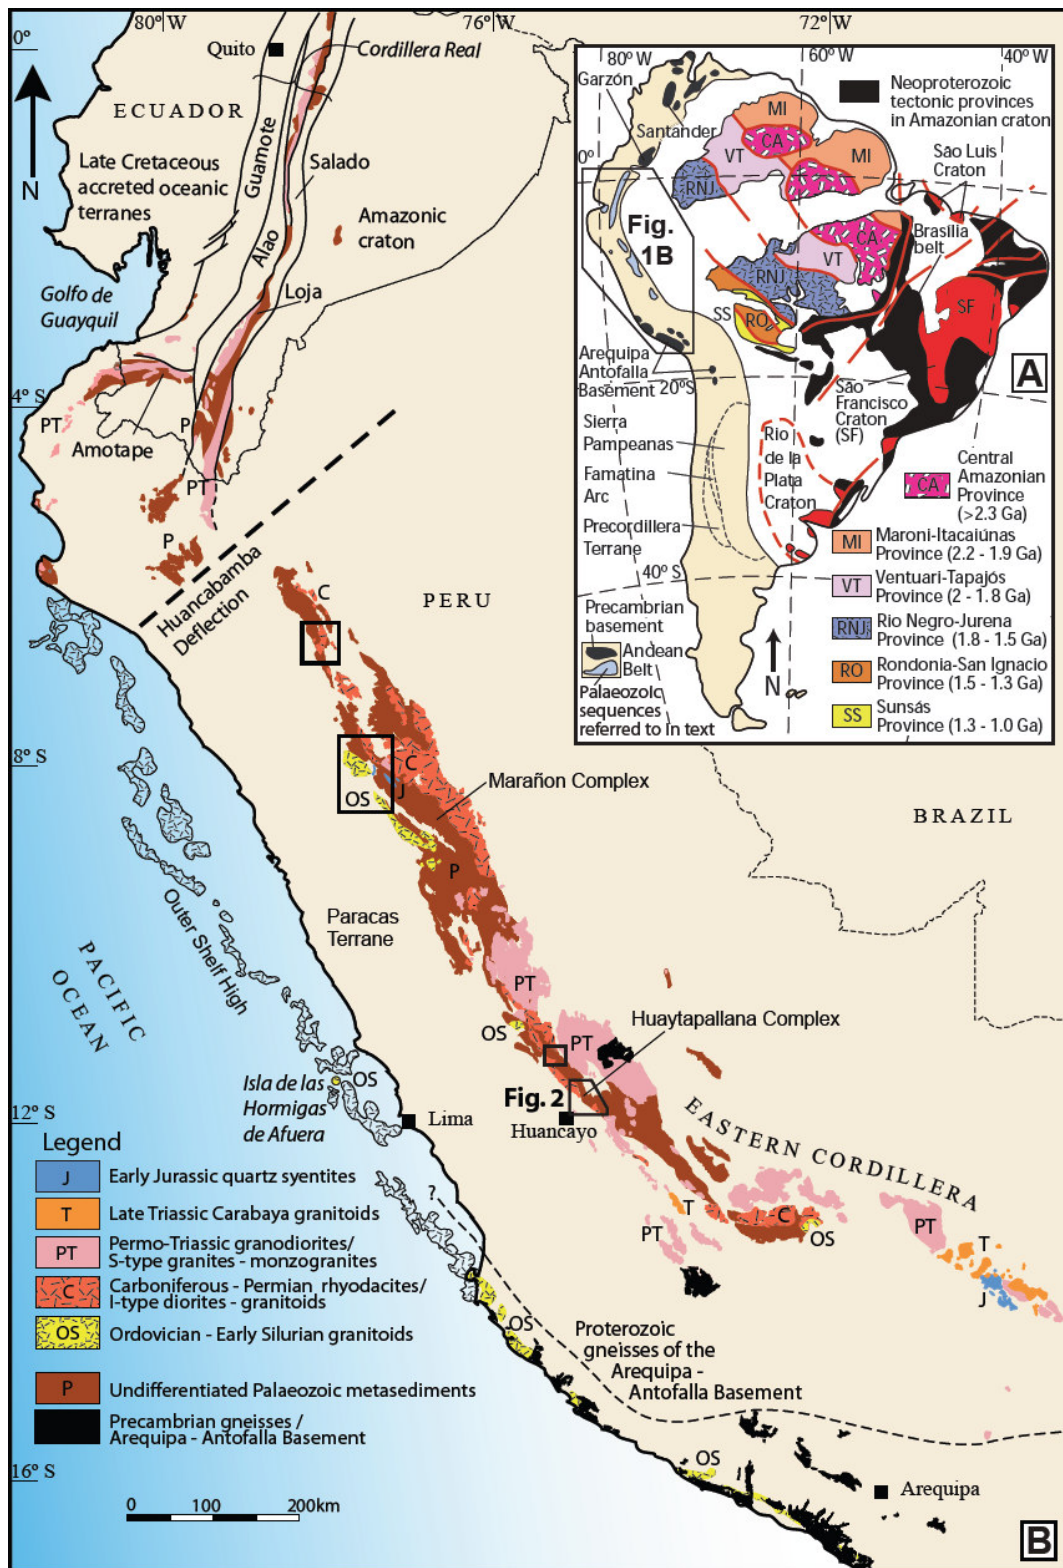 80°W
76°W
72°W
0°
4° S
8° S
12° S
16° S
N
Quito
Cordillera Real
ECUADOR
Late Cretaceous
accreted oceanic
terranes
Guamote
Alao
Salado
Amazonic
craton
Loja
Golfo de
Guayquil
PT
P
Amotape
PT
P
Huancabamba
Deflection
PERU
C
C
J
OS
Marañon Complex
P
BRAZIL
Paracas
Terrane
Outer Shelf High
PACIFIC
OCEAN
PT
OS
PT
Huaytapallana Complex
Isla de las
Hormigas
de Afuera
OS
Lima
Fig. 2
Huancayo
EASTERN CORDILLERA
T
PT
C
OS
PT
T
J
?
OS
Proterozoic
gneisses of the
Arequipa -
Antofalla Basement
OS
Arequipa
B
Legend
J
Early Jurassic quartz syentites
T
Late Triassic Carabaya granitoids
PT
Permo-Triassic granodiorites/
S-type granites - monzogranites
C
Carboniferous - Permian rhyodacites/
I-type diorites - granitoids
OS
Ordovician - Early Silurian granitoids
P
Undifferentiated Palaeozoic metasediments
Precambrian gneisses /
Arequipa - Antofalla Basement
0 100 200km
80° W
60° W
40° W
0°
20°S
40° S
Garzón
Santander
MI
CA
VT
MI
RNJ
Neoproterozoic
tectonic provinces
in Amazonian craton
São Luis
Craton
Brasília
belt
Fig.
1B
CA
VT
RNJ
SS
RO
SF
A
Arequipa
Antofalla
Basement
São
Francisco
Craton
(SF)
Sierra
Pampeanas
Famatina
Arc
Precordillera
Terrane
Rio
de la
Plata
Craton
Precambrian
basement
Andean
Belt
Palaeozoic
sequences
referred to in text
N
CA
Central
Amazonian
Province
(>2.3 Ga)
MI
Maroni-Itacaiúnas
Province (2.2 - 1.9 Ga)
VT
Ventuari-Tapajós
Province (2 - 1.8 Ga)
RNJ
Rio Negro-Jurena
Province (1.8 - 1.5 Ga)
RO
Rondonia-San Ignacio
Province (1.5 - 1.3 Ga)
SS
Sunsás
Province (1.3 - 1.0 Ga)